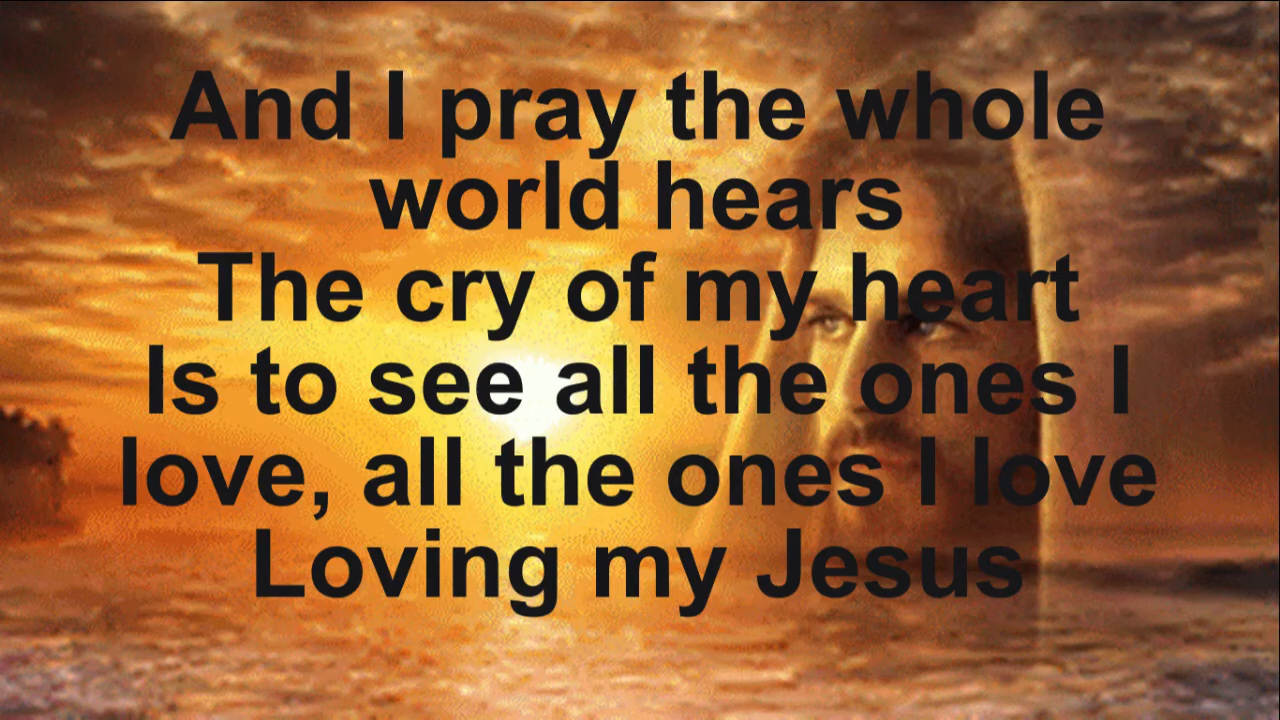 And I pray the whole
world hears
The cry of my heart
Is to see all the ones I
love, all the ones I love
Loving my Jesus